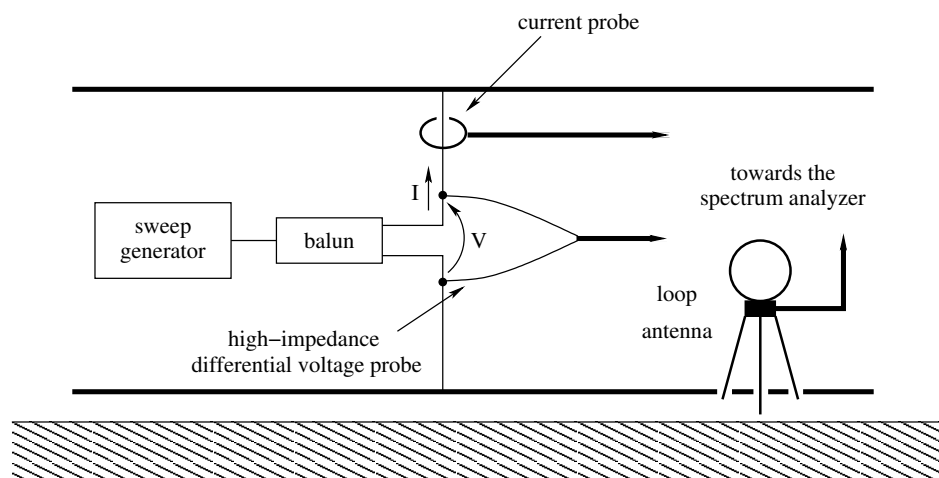 current probe
I
towards the
spectrum analyzer
sweep
generator
balun
V
loop
antenna
high−impedance
differential voltage probe